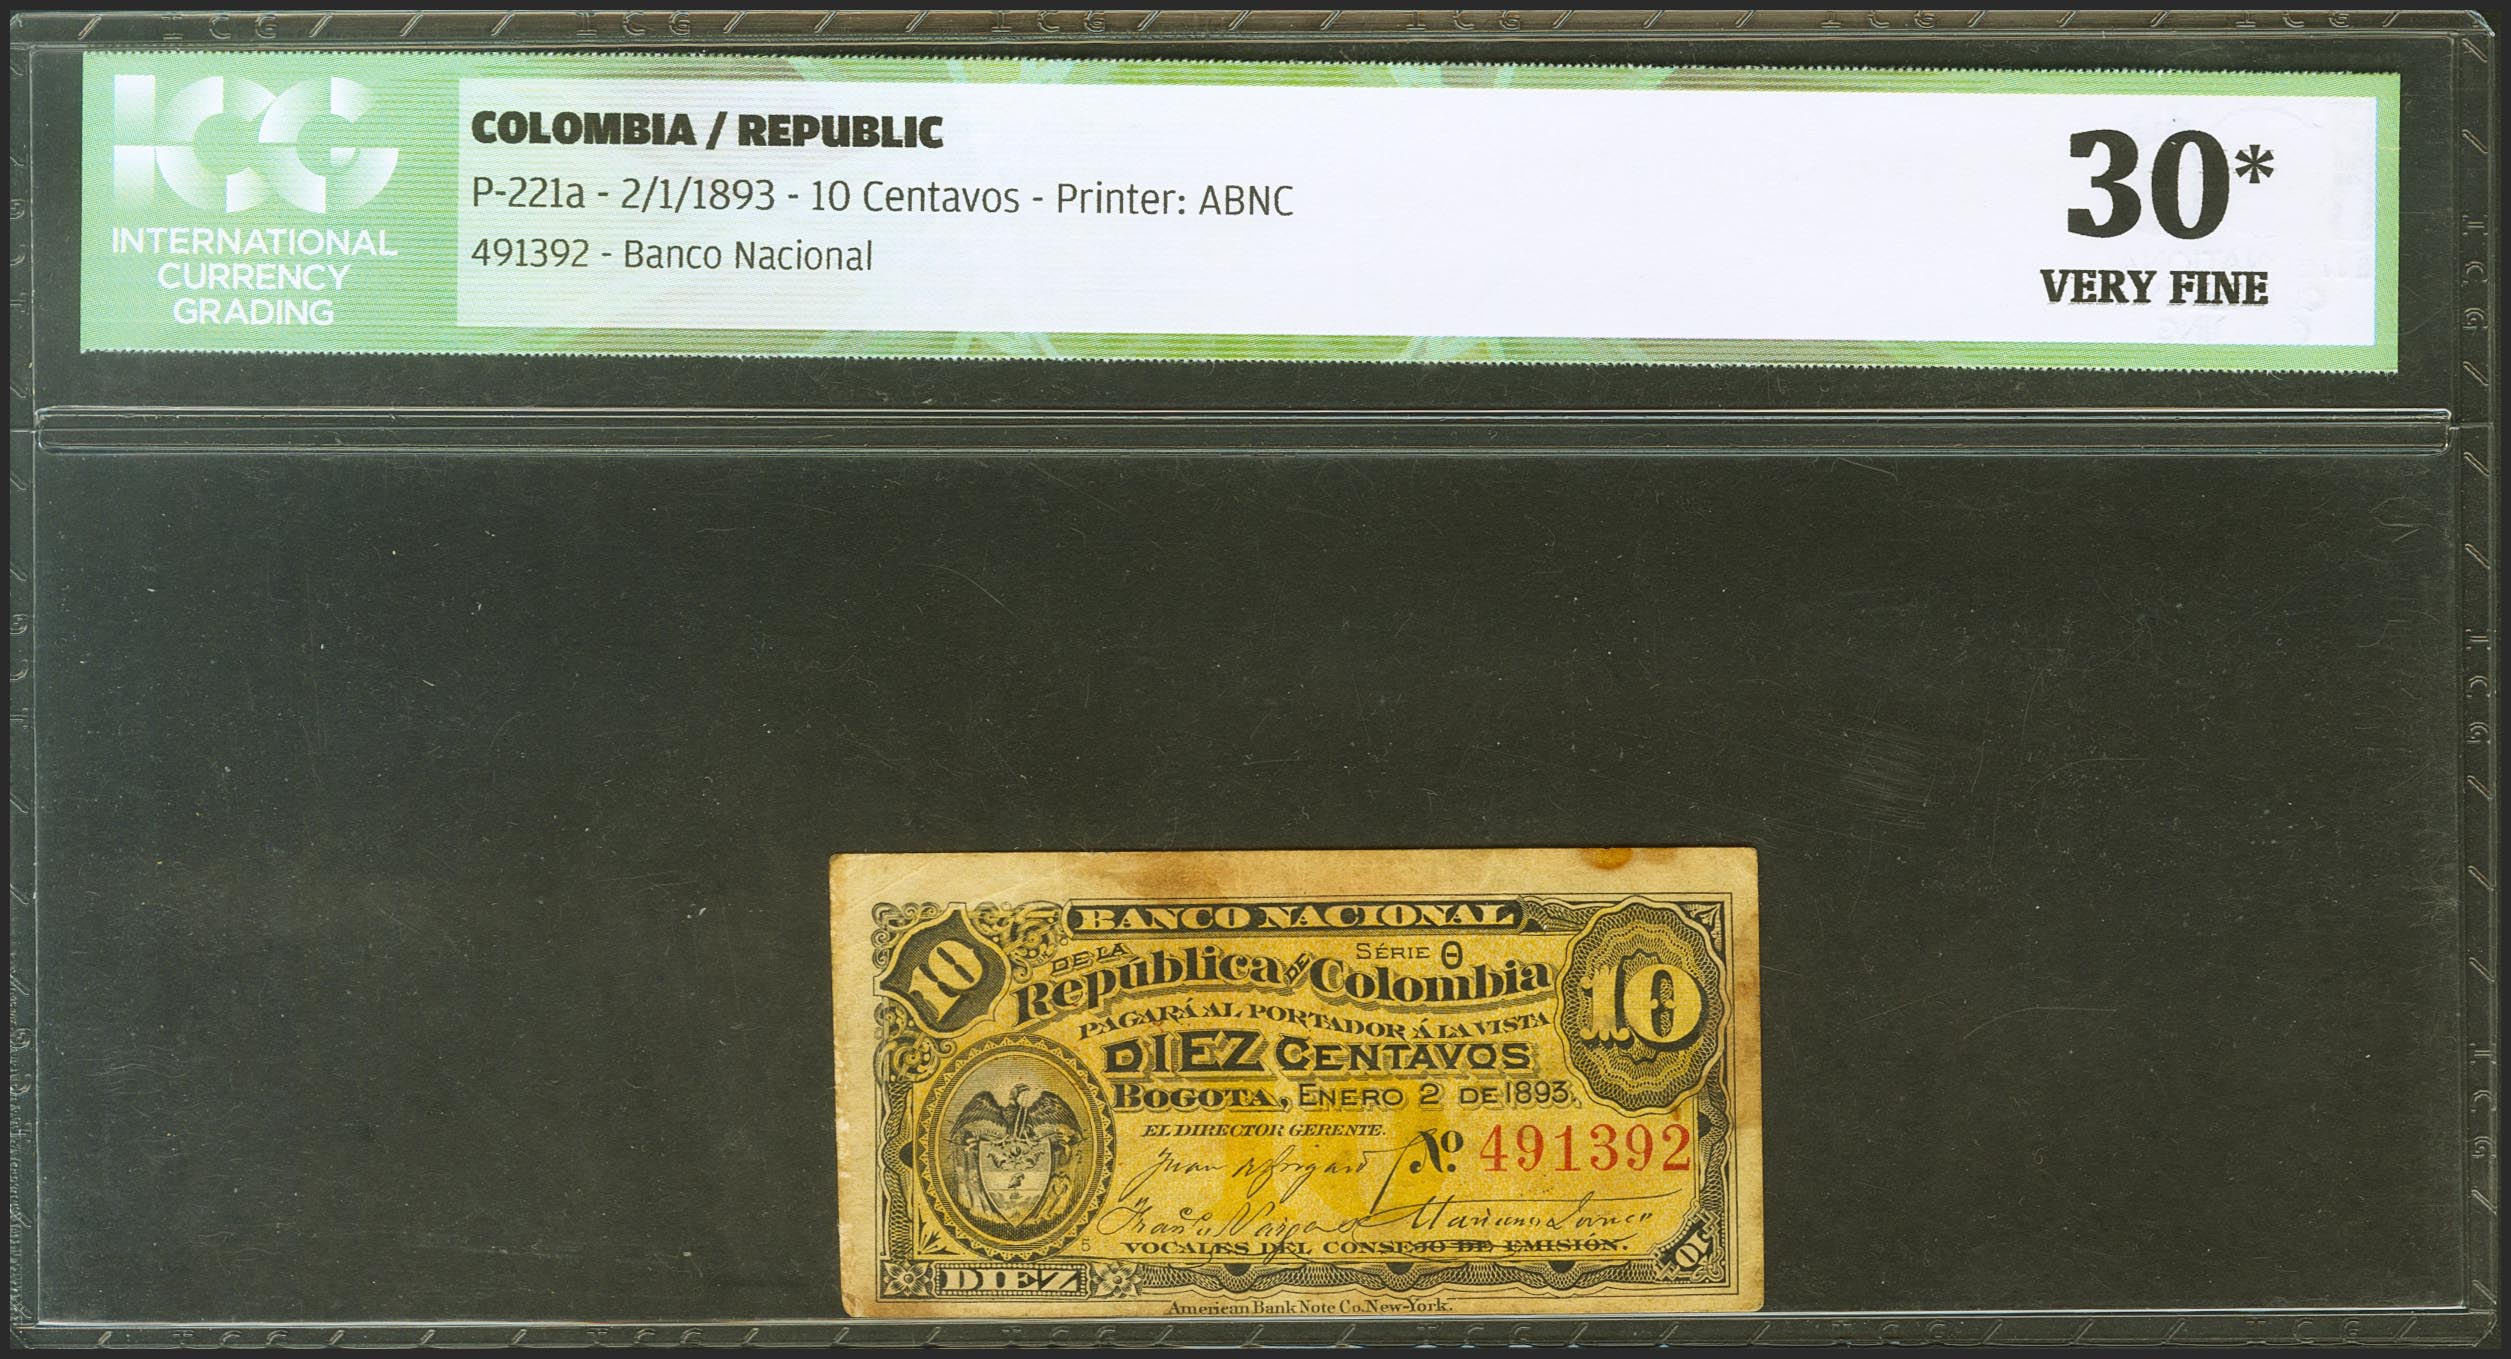 ICG
INTERNATIONAL
CURRENCY
GRADING
COLOMBIA / REPUBLIC
P-221a - 2/1/1893 - 10 Centavos - Printer: ABNC
491392 - Banco Nacional
30*
VERY FINE
BANCO NACIONAL
DE LA
SÉRIE θ
República DE Colombia
10
10
PAGARÁ AL PORTADOR Á LA VISTA
DIEZ CENTAVOS
BOGOTA, ENERO 2 DE 1893.
EL DIRECTOR GERENTE.
No. 491392
5
VOCALES DEL CONSEJO DE EMISIÓN.
10
DIEZ
American Bank Note Co. New-York.